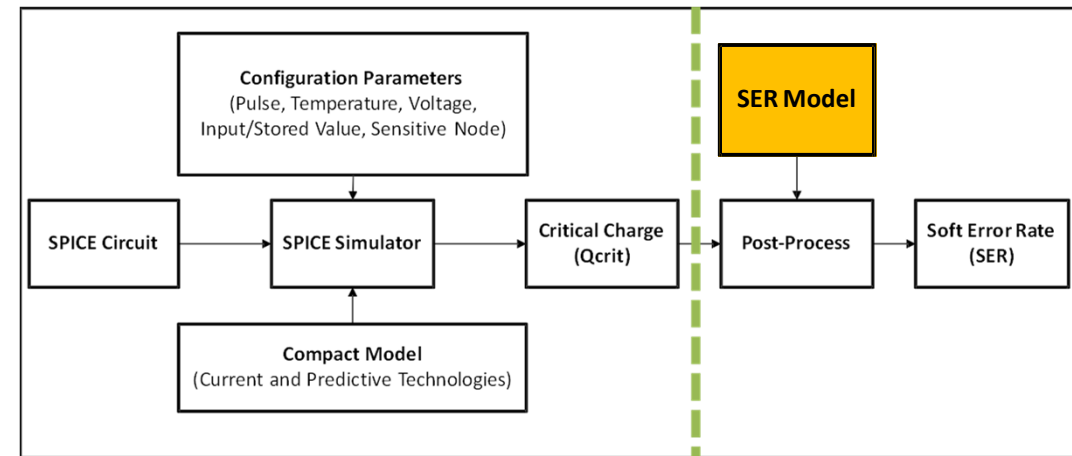 Configuration Parameters
(Pulse, Temperature, Voltage,
Input/Stored Value, Sensitive Node)
SER Model
SPICE Circuit
SPICE Simulator
Critical Charge
(Qcrit)
Post-Process
Soft Error Rate
(SER)
Compact Model
(Current and Predictive Technologies)